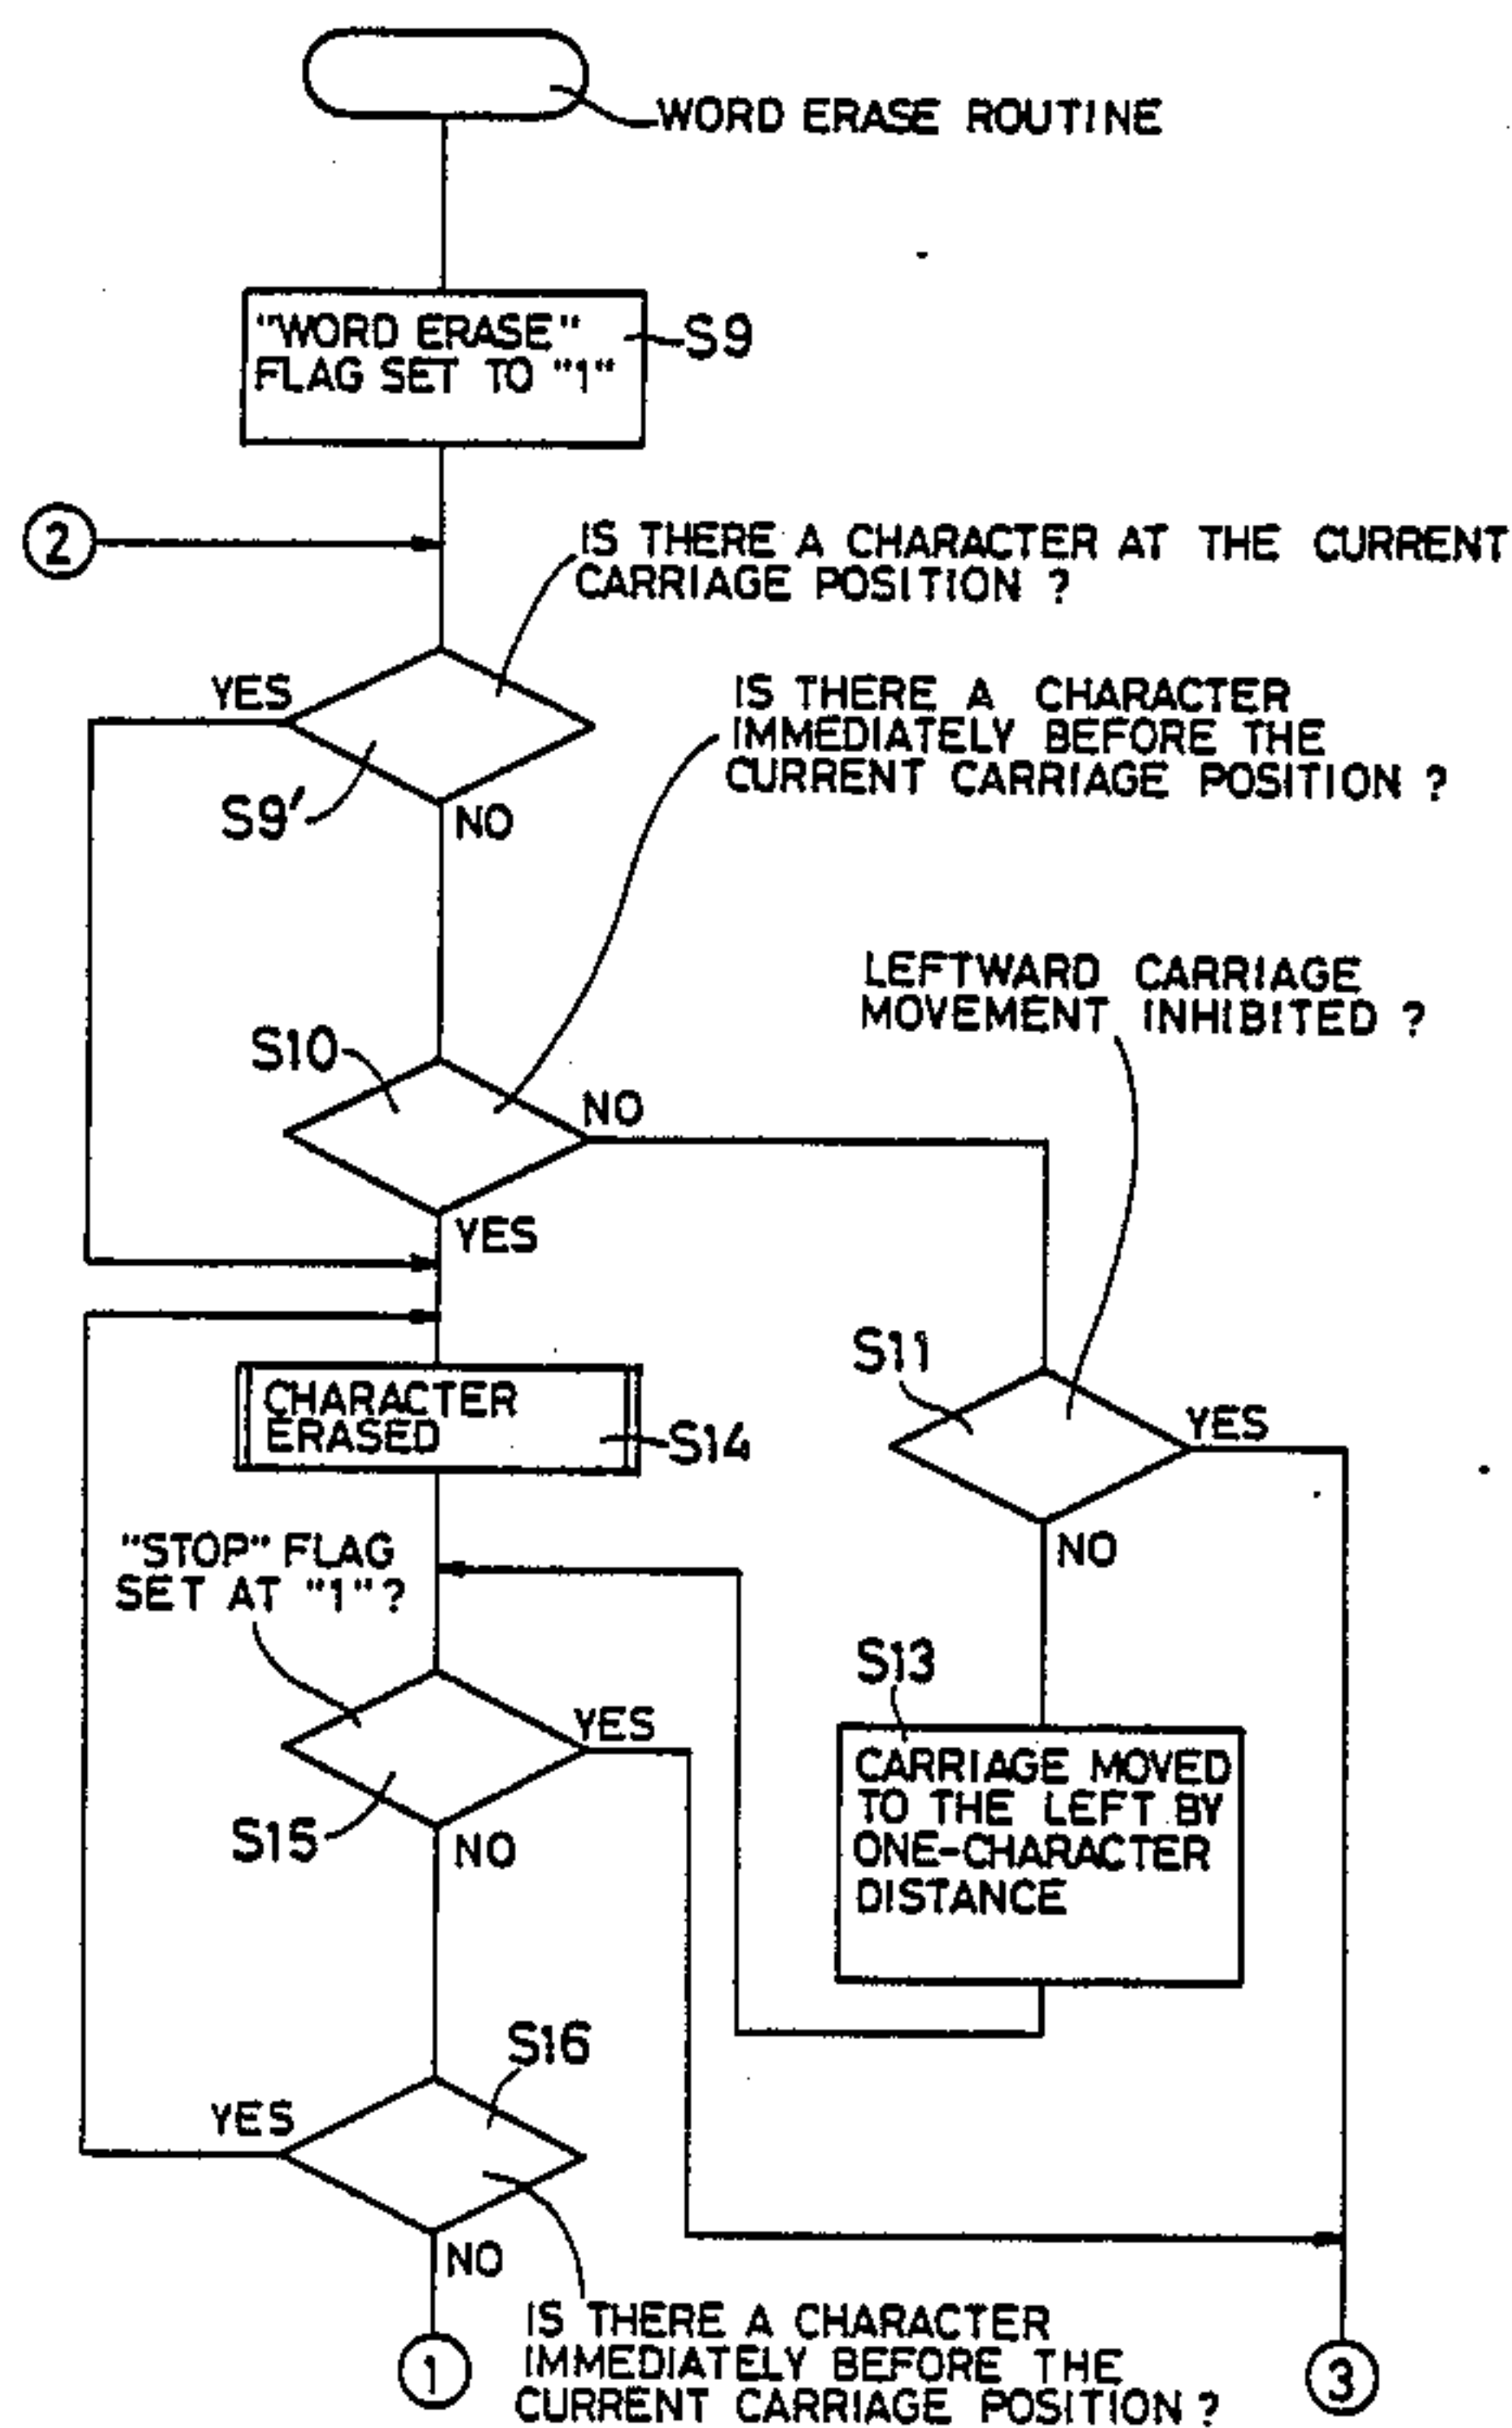 WORD ERASE ROUTINE
"WORD ERASE"
FLAG SET TO "1"
S9
2
IS THERE A CHARACTER AT THE CURRENT
CARRIAGE POSITION ?
YES
S9'
NO
IS THERE A CHARACTER
IMMEDIATELY BEFORE THE
CURRENT CARRIAGE POSITION ?
LEFTWARD CARRIAGE
MOVEMENT INHIBITED ?
S10
NO
YES
S11
YES
NO
CHARACTER
ERASED
S14
"STOP" FLAG
SET AT "1" ?
YES
S15
NO
S13
CARRIAGE MOVED
TO THE LEFT BY
ONE-CHARACTER
DISTANCE
S16
YES
NO
IS THERE A CHARACTER
IMMEDIATELY BEFORE THE
CURRENT CARRIAGE POSITION ?
1
3